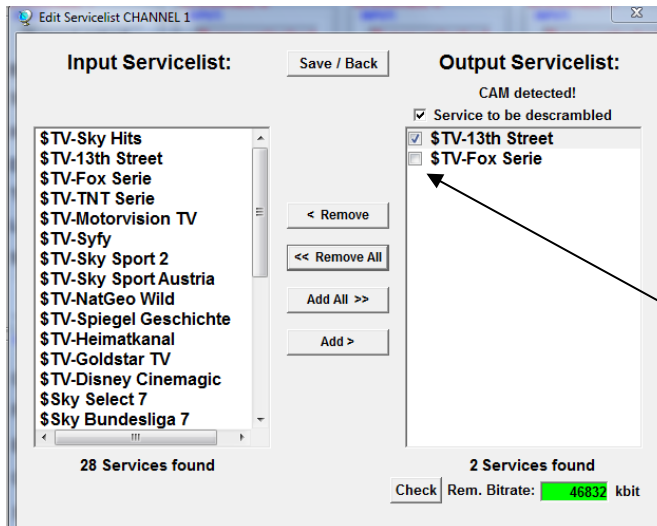 Edit Servicelist CHANNEL 1
Input Servicelist:
Save / Back
Output Servicelist:
CAM detected!
Service to be descrambled
$TV-Sky Hits
$TV-13th Street
$TV-Fox Serie
$TV-TNT Serie
$TV-Motorvision TV
$TV-Syfy
$TV-Sky Sport 2
$TV-Sky Sport Austria
$TV-NatGeo Wild
$TV-Spiegel Geschichte
$TV-Heimatkanal
$TV-Goldstar TV
$TV-Disney Cinemagic
$Sky Select 7
$Sky Bundesliga 7
28 Services found
< Remove
<< Remove All
Add All >>
Add >
$TV-13th Street
$TV-Fox Serie
2 Services found
Check Rem. Bitrate: 46832 kbit